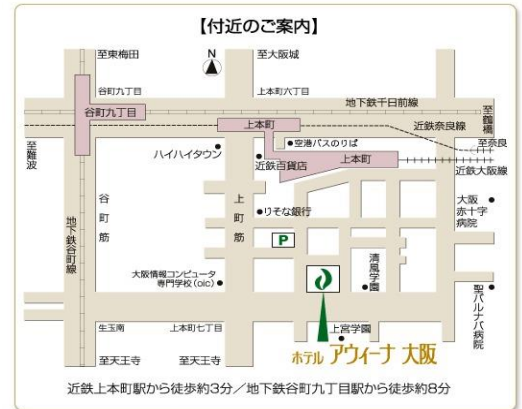 【付近のご案内】
至東梅田
N
至大阪城
谷町九丁目
上本町六丁目
地下鉄千日前線
谷町九丁目
上本町
近鉄奈良線
至鶴橋
至難波
ハイハイタウン
空港バスのりば
近鉄百貨店
上本町
至奈良
近鉄大阪線
地下鉄谷町線
谷町筋
上町筋
りそな銀行
大阪赤十字病院
P
清風学園
大阪情報コンピュータ
専門学校(oic)
聖バルナバ病院
生玉南
上本町七丁目
上宮学園
至天王寺
至天王寺
ホテル アウィーナ 大阪
近鉄上本町駅から徒歩約3分/地下鉄谷町九丁目駅から徒歩約8分